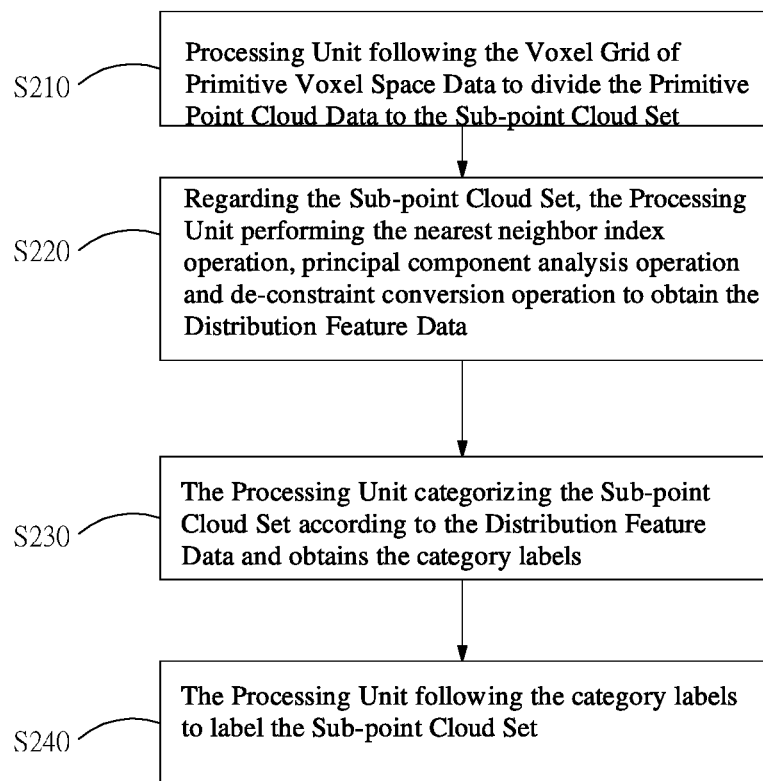 S210
Processing Unit following the Voxel Grid of
Primitive Voxel Space Data to divide the Primitive
Point Cloud Data to the Sub-point Cloud Set
S220
Regarding the Sub-point Cloud Set, the Processing
Unit performing the nearest neighbor index
operation, principal component analysis operation
and de-constraint conversion operation to obtain the
Distribution Feature Data
S230
The Processing Unit categorizing the Sub-point
Cloud Set according to the Distribution Feature
Data and obtains the category labels
S240
The Processing Unit following the category labels
to label the Sub-point Cloud Set